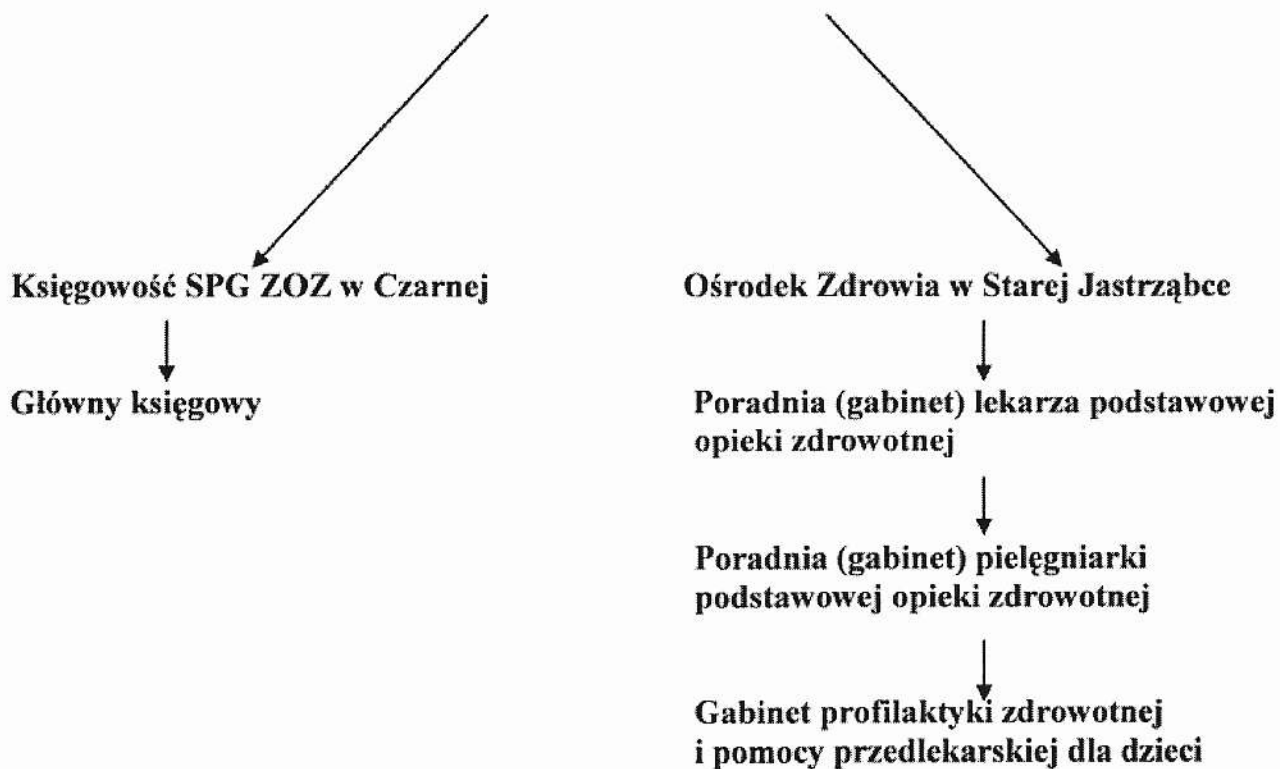 Księgowość SPG ZOZ w Czarnej
Główny księgowy
Ośrodek Zdrowia w Starej Jastrząbce
Poradnia (gabinet) lekarza podstawowej
opieki zdrowotnej
Poradnia (gabinet) pielęgniarki
podstawowej opieki zdrowotnej
Gabinet profilaktyki zdrowotnej
i pomocy przedlekarskiej dla dzieci